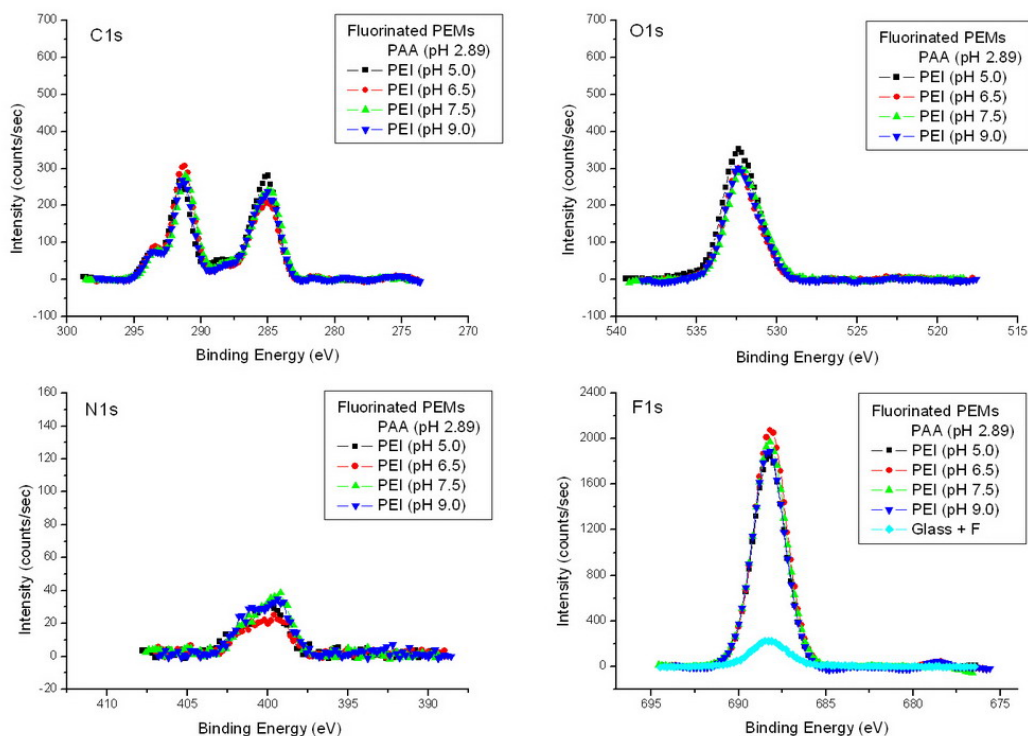 C1s
Fluorinated PEMs
PAA (pH 2.89)
PEI (pH 5.0)
PEI (pH 6.5)
PEI (pH 7.5)
PEI (pH 9.0)
Intensity (counts/sec)
700
600
500
400
300
200
100
0
-100
300
295
290
285
280
275
270
Binding Energy (eV)
O1s
Fluorinated PEMs
PAA (pH 2.89)
PEI (pH 5.0)
PEI (pH 6.5)
PEI (pH 7.5)
PEI (pH 9.0)
Intensity (counts/sec)
700
600
500
400
300
200
100
0
-100
540
535
530
525
520
515
Binding Energy (eV)
N1s
Fluorinated PEMs
PAA (pH 2.89)
PEI (pH 5.0)
PEI (pH 6.5)
PEI (pH 7.5)
PEI (pH 9.0)
Intensity (counts/sec)
160
140
120
100
80
60
40
20
0
-20
410
405
400
395
390
Binding Energy (eV)
F1s
Fluorinated PEMs
PAA (pH 2.89)
PEI (pH 5.0)
PEI (pH 6.5)
PEI (pH 7.5)
PEI (pH 9.0)
Glass + F
Intensity (counts/sec)
2400
2000
1600
1200
800
400
0
695
690
685
680
675
Binding Energy (eV)